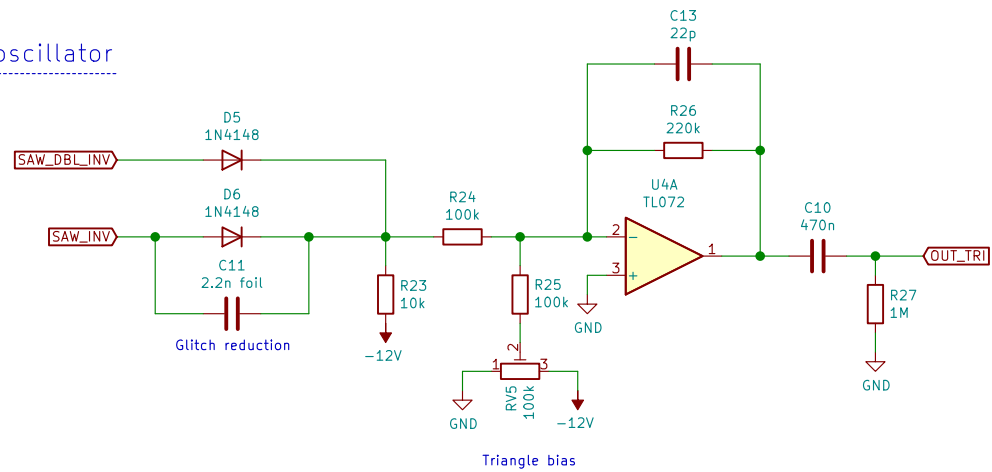 oscillator
C13
22p
D5
1N4148
R26
220k
SAW_DBL_INV
D6
1N4148
R24
100k
U4A
TL072
C10
470n
SAW_INV
2
−
1
3
+
OUT_TRI
C11
2.2n foil
R23
10k
R25
100k
GND
R27
1M
Glitch reduction
−12V
2
1
3
RV5
100k
GND
−12V
GND
Triangle bias